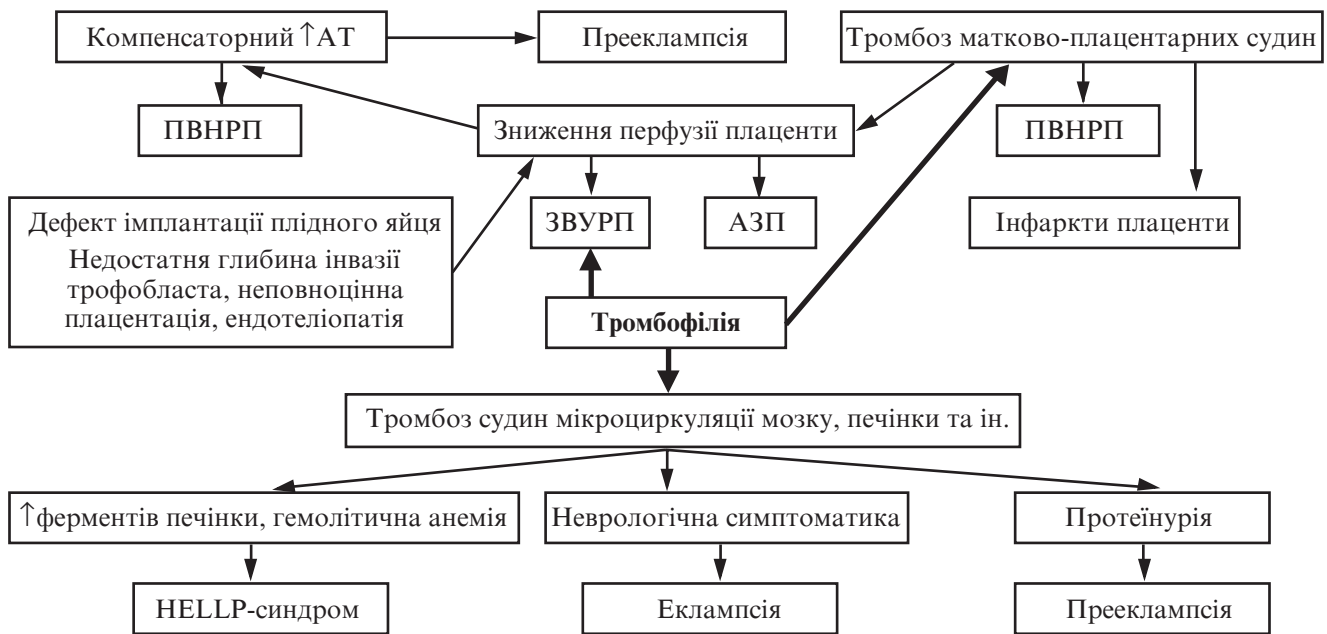 Компенсаторний ↑АТ
Прееклампсія
Тромбоз матково-плацентарних судин
ПВНРП
Зниження перфузії плаценти
ПВНРП
Дефект імплантації плідного яйця
Недостатня глибина інвазії
трофобласта, неповноцінна
плацентація, ендотеліопатія
ЗВУРП
АЗП
Інфаркти плаценти
Тромбофілія
Тромбоз судин мікроциркуляції мозку, печінки та ін.
↑ферментів печінки, гемолітична анемія
Неврологічна симптоматика
Протеїнурія
HELLP-синдром
Еклампсія
Прееклампсія